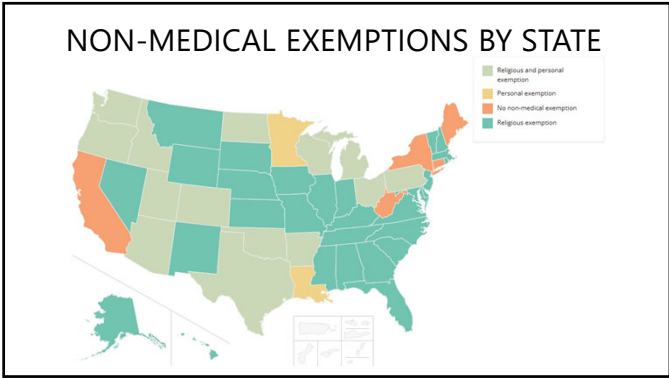 NON-MEDICAL EXEMPTIONS BY STATE
Religious and personal
exemption
Personal exemption
No non-medical exemption
Religious exemption